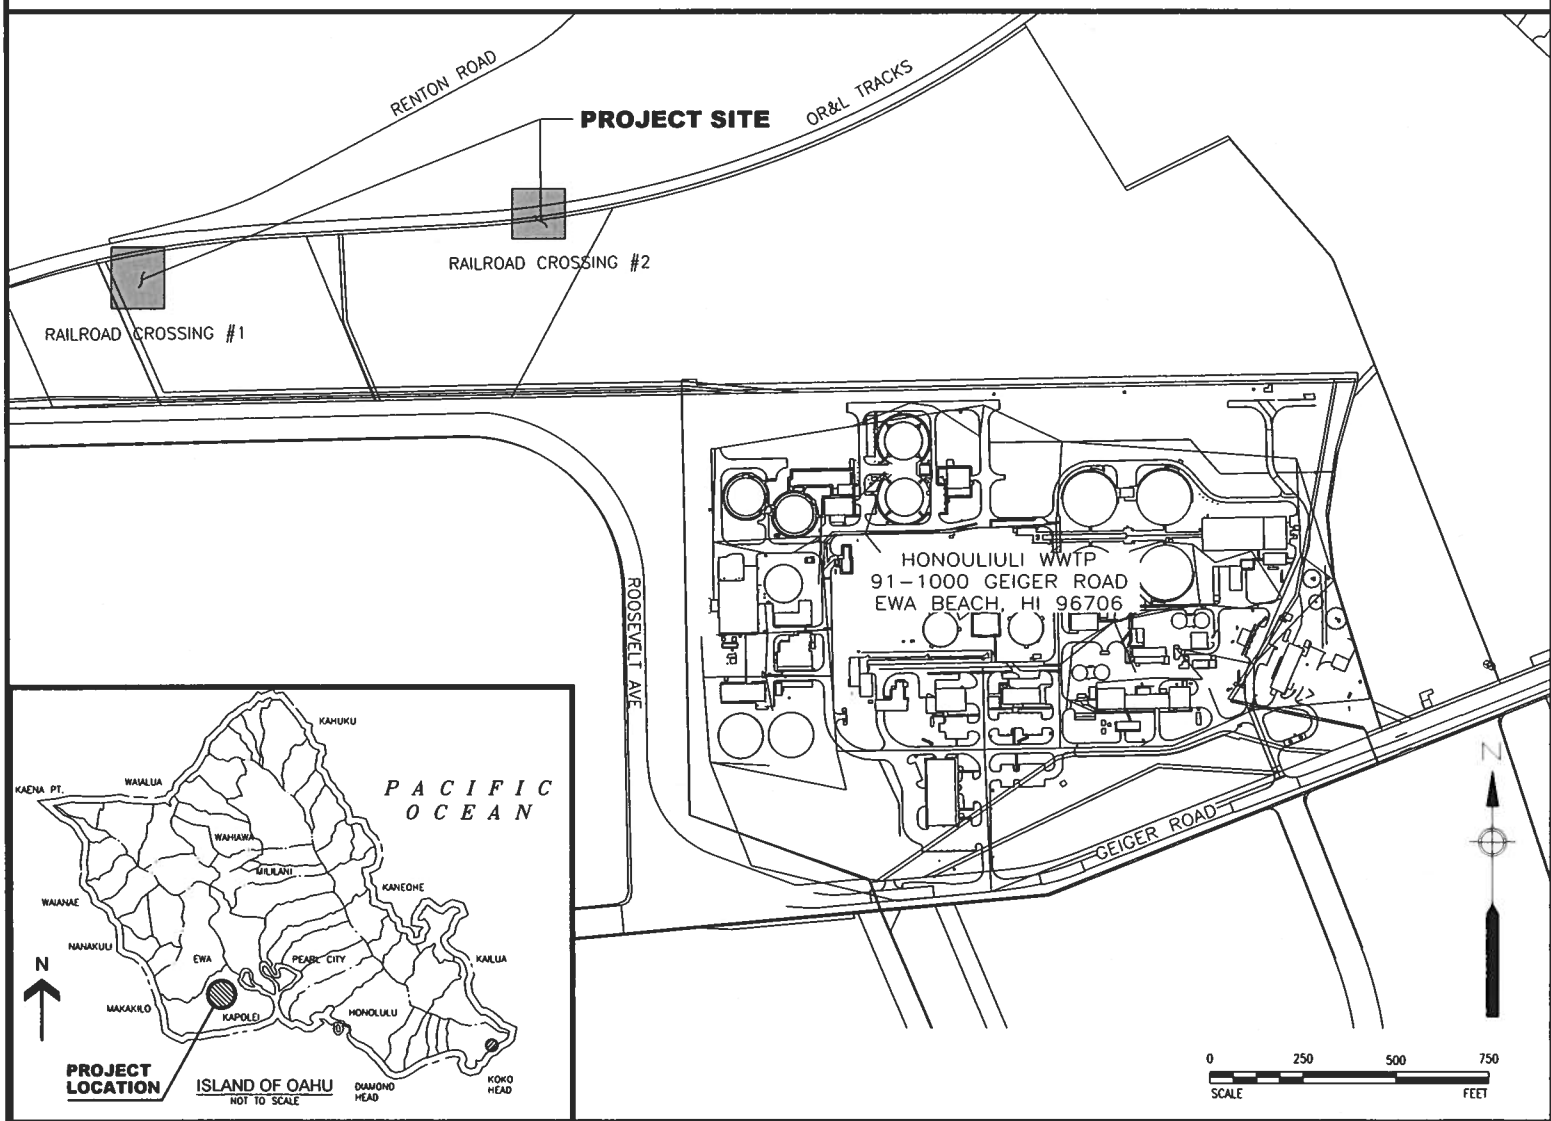 RENTON ROAD
OR&L TRACKS
PROJECT SITE
RAILROAD CROSSING #2
RAILROAD CROSSING #1
HONOULIULI WWTP
91-1000 GEIGER ROAD
EWA BEACH, HI 96706
ROOSEVELT AVE
GEIGER ROAD
N
0 250 500 750
SCALE FEET
KAHUKU
PACIFIC
OCEAN
WAIALUA
KAENA PT.
WAHIAWA
MILILANI
KANEOHE
WAIANAE
NANAKULI
EWA
PEARL CITY
KAILUA
N
MAKAKILO
KAPOLEI
HONOLULU
PROJECT
LOCATION
ISLAND OF OAHU
NOT TO SCALE
DIAMOND
HEAD
KOKO
HEAD